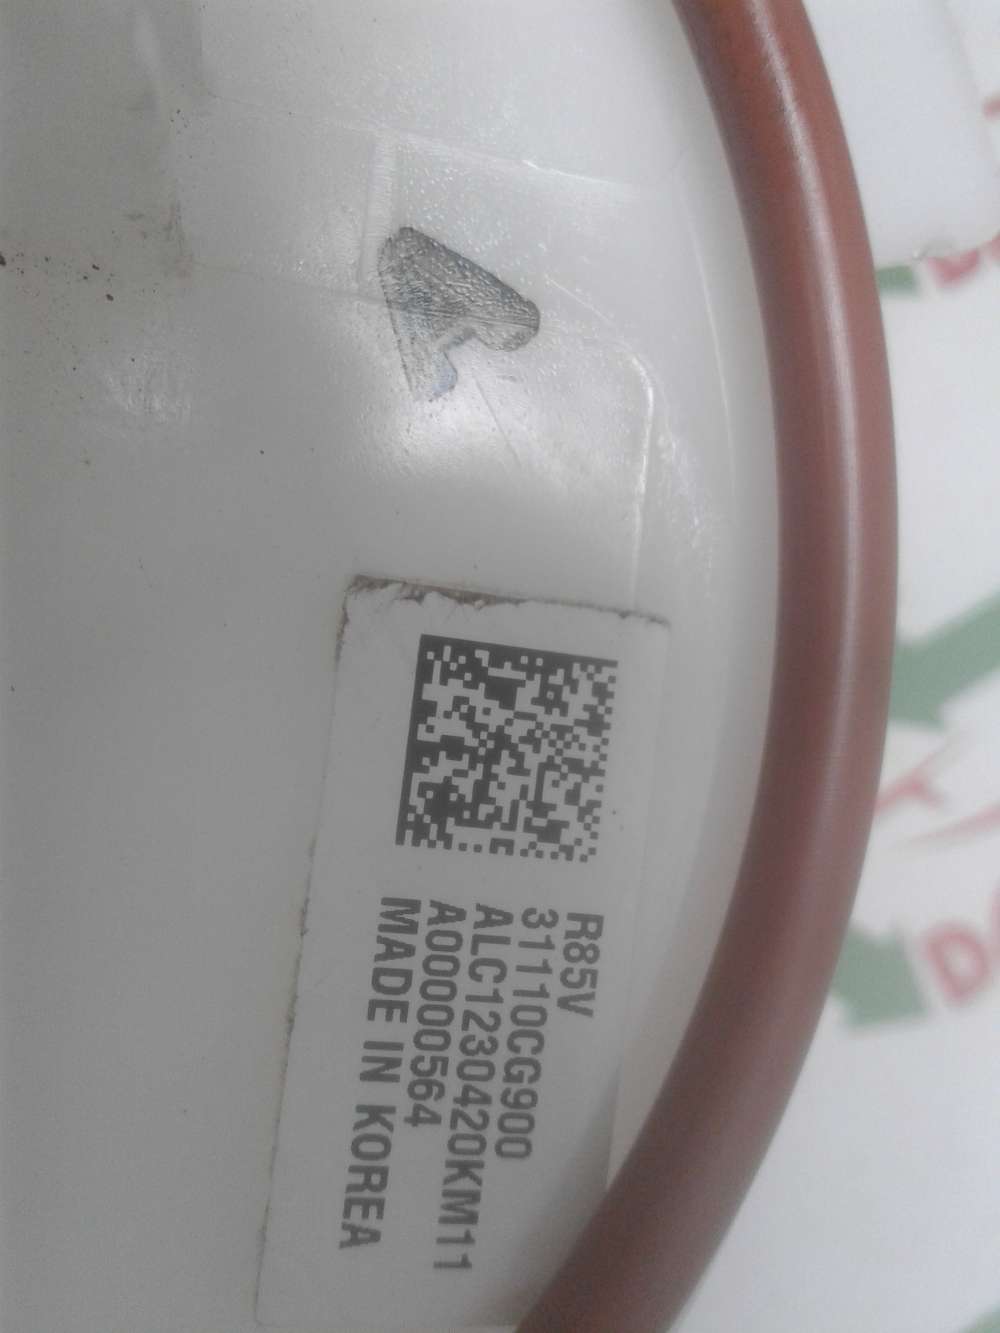 R85V
31110CG900
ALC1230420KM11
A00000564
MADE IN KOREA